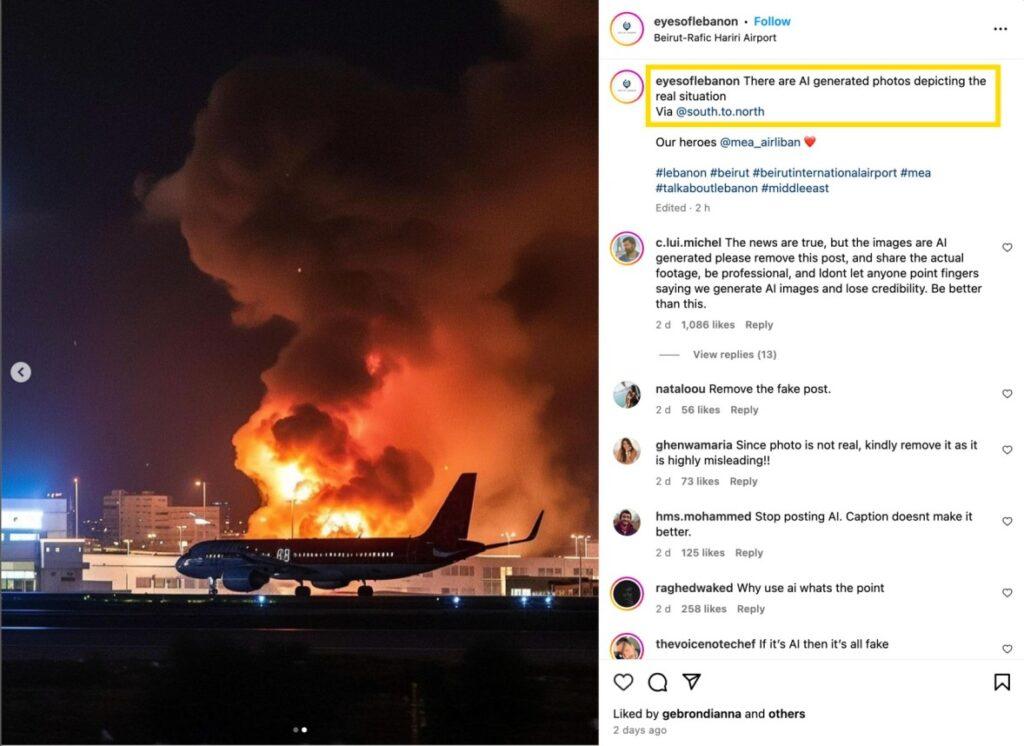 eyesoflebanon • Follow
Beirut-Rafic Hariri Airport
eyesoflebanon There are AI generated photos depicting the
real situation
Via @south.to.north
Our heroes @mea_airliban ❤️
#lebanon #beirut #beirutinternationalairport #mea
#talkaboutlebanon #middleeast
Edited · 2 h
c.lui.michel The news are true, but the images are AI
generated please remove this post, and share the actual
footage, be professional, and ldont let anyone point fingers
saying we generate AI images and lose credibility. Be better
than this.
2 d 1,086 likes Reply
View replies (13)
nataloou Remove the fake post.
2 d 56 likes Reply
ghenwamaria Since photo is not real, kindly remove it as it
is highly misleading!!
2 d 73 likes Reply
hms.mohammed Stop posting AI. Caption doesnt make it
better.
2 d 125 likes Reply
raghedwaked Why use ai whats the point
2 d 258 likes Reply
thevoicenotechef If it's AI then it's all fake
Liked by gebrondianna and others
2 days ago